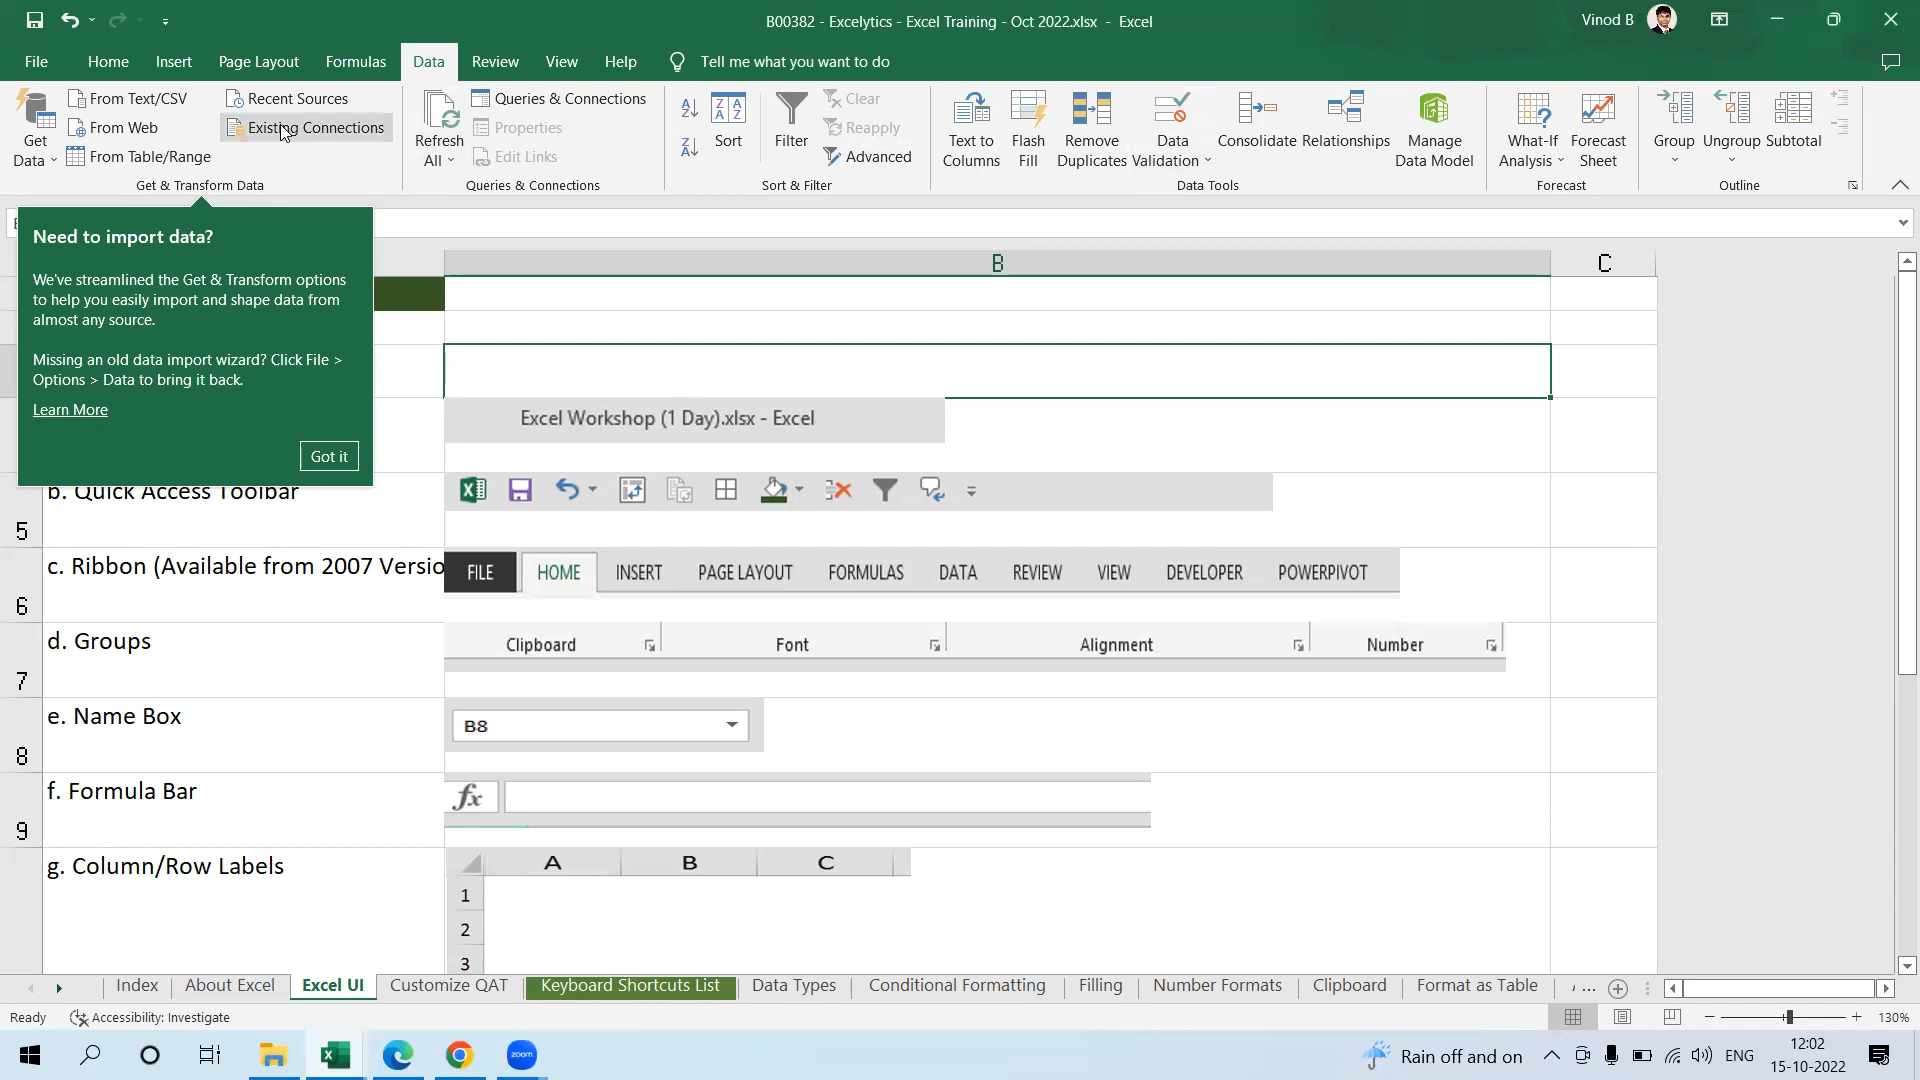 B00382 - Excelytics - Excel Training - Oct 2022.xlsx - Excel
Vinod B
File Home Insert Page Layout Formulas Data Review View Help Tell me what you want to do
Get Data
From Text/CSV
From Web
From Table/Range
Recent Sources
Existing Connections
Get & Transform Data
Refresh All
Queries & Connections
Properties
Edit Links
Queries & Connections
A
Z
Z
A
Z A
A Z
Sort
Filter
Clear
Reapply
Advanced
Sort & Filter
Text to Columns
Flash Fill
Remove Duplicates
Data Validation
Consolidate
Relationships
Manage Data Model
Data Tools
What-If Analysis
Forecast Sheet
Forecast
Group
Ungroup
Subtotal
Outline
Need to import data?
We've streamlined the Get & Transform options
to help you easily import and shape data from
almost any source.
Missing an old data import wizard? Click File >
Options > Data to bring it back.
Learn More
Got it
B C
Excel Workshop (1 Day).xlsx - Excel
b. Quick Access Toolbar
5
c. Ribbon (Available from 2007 Versio
FILE HOME INSERT PAGE LAYOUT FORMULAS DATA REVIEW VIEW DEVELOPER POWERPIVOT
6
d. Groups
Clipboard Font Alignment Number
7
e. Name Box
B8
8
f. Formula Bar
fx
9
g. Column/Row Labels
A B C
1
2
3
Index About Excel Excel UI Customize QAT Keyboard Shortcuts List Data Types Conditional Formatting Filling Number Formats Clipboard Format as Table ...
Ready Accessibility: Investigate
130%
zoom
Rain off and on
ENG
12:02
15-10-2022